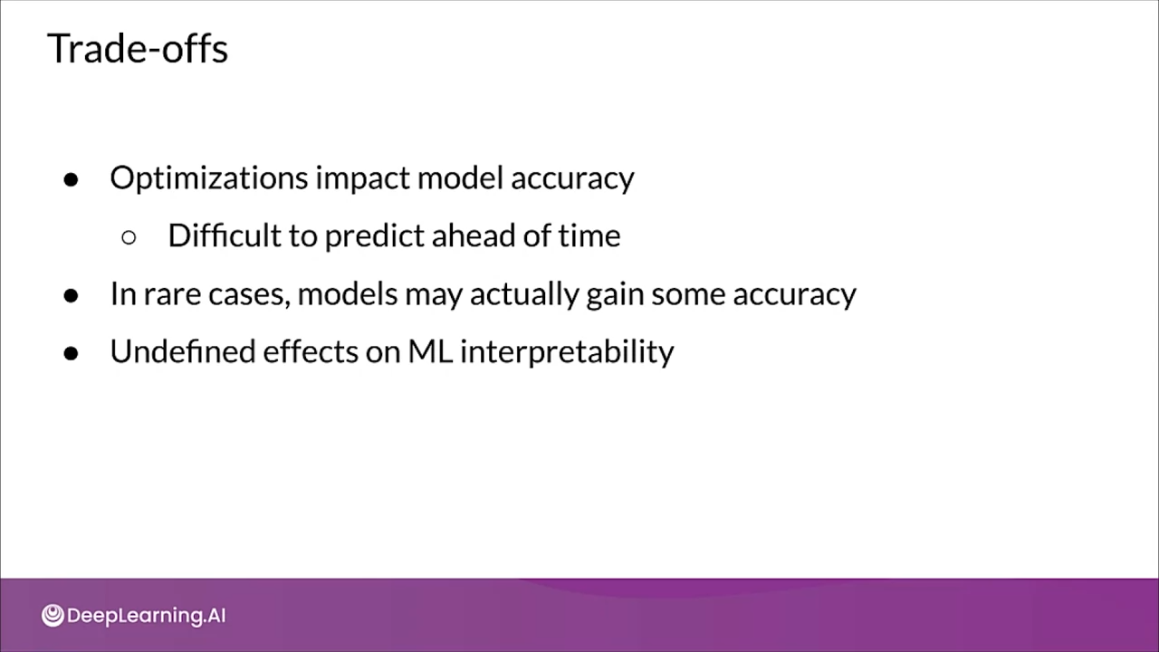 Trade-offs
● Optimizations impact model accuracy
○ Difficult to predict ahead of time
● In rare cases, models may actually gain some accuracy
● Undefined effects on ML interpretability
DeepLearning.AI